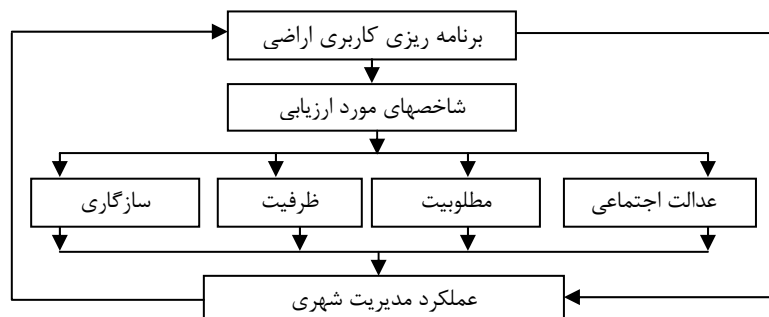 برنامه ریزی کاربری اراضی
شاخصهای مورد ارزیابی
عدالت اجتماعی
مطلوبیت
ظرفیت
سازگاری
عملکرد مدیریت شهری